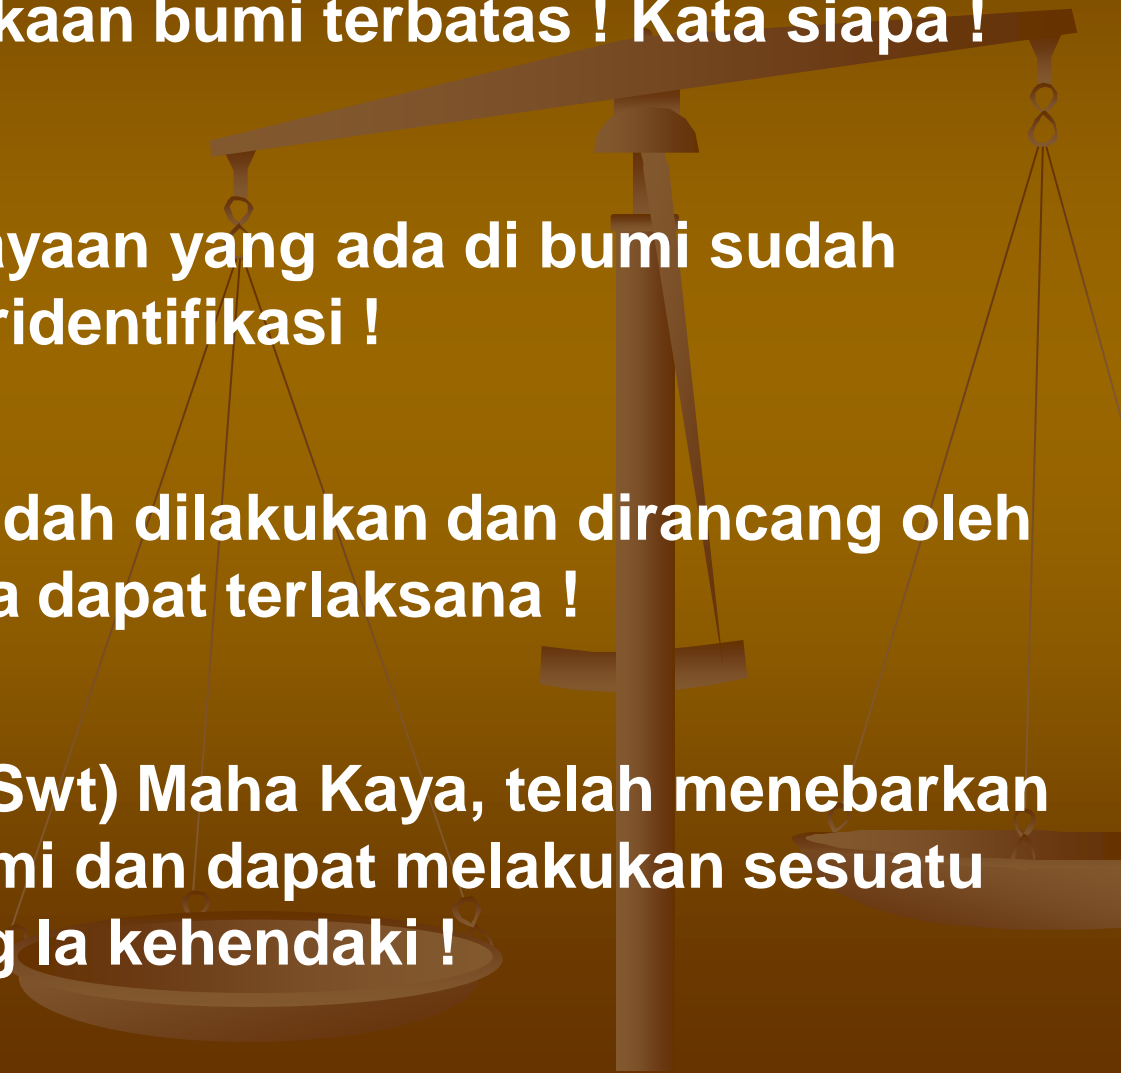 kaan bumi terbatas ! Kata siapa !
ayaan yang ada di bumi sudah
ridentifikasi !
dah dilakukan dan dirancang oleh
a dapat terlaksana !
Swt) Maha Kaya, telah menebarkan
mi dan dapat melakukan sesuatu
g Ia kehendaki !